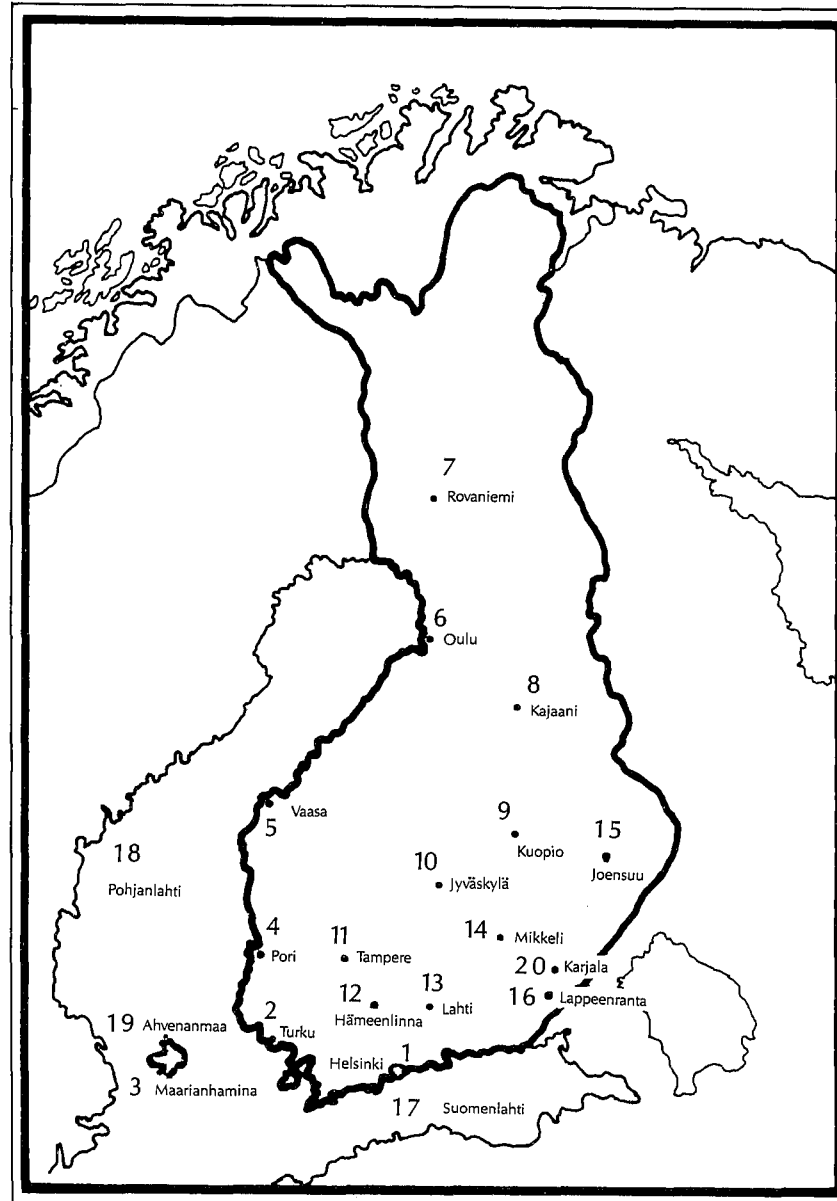 7
Rovaniemi
6
Oulu
8
Kajaani
Vaasa
5
9
Kuopio
15
Joensuu
18
Pohjanlahti
10
Jyväskylä
4
Pori
11
Tampere
14
Mikkeli
20
Karjala
16
Lappeenranta
12
Hämeenlinna
13
Lahti
2
Turku
19
Ahvenanmaa
3
Maarianhamina
Helsinki
1
17
Suomenlahti